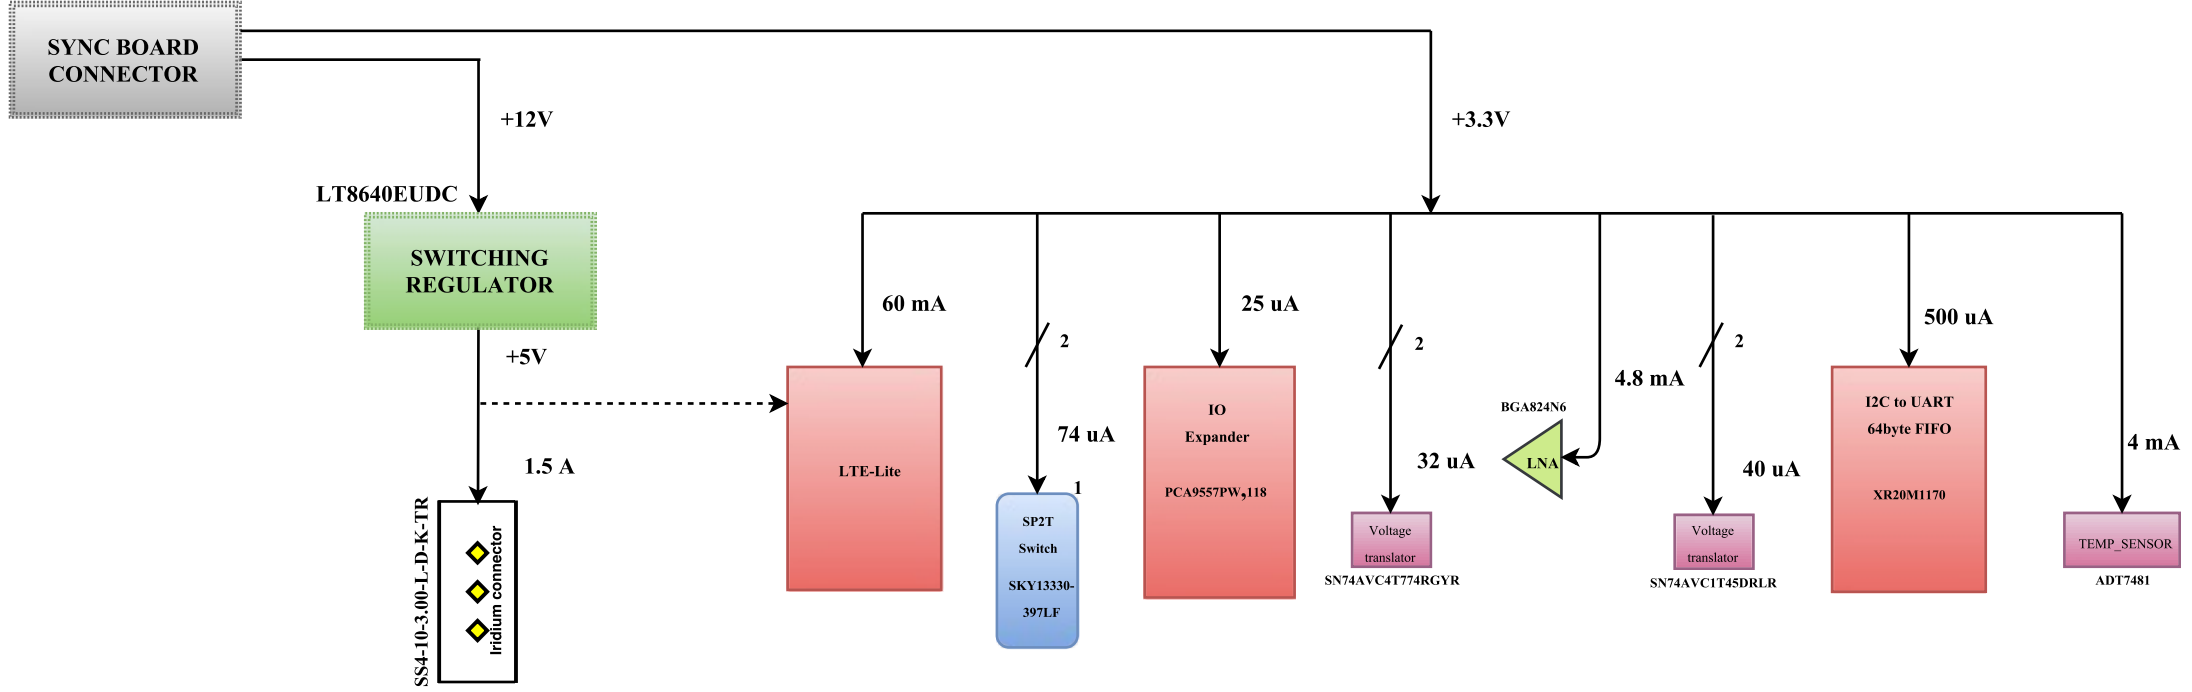 SYNC BOARD
CONNECTOR
+12V
+3.3V
LT8640EUDC
SWITCHING
REGULATOR
+5V
1.5 A
SS4-10-3.00-L-D-K-TR
Iridium connector
60 mA
LTE-Lite
2
74 uA
1
SP2T
Switch
SKY13330-
397LF
25 uA
IO
Expander
PCA9557PW,118
2
32 uA
Voltage
translator
SN74AVC4T774RGYR
4.8 mA
BGA824N6
LNA
2
40 uA
Voltage
translator
SN74AVC1T45DRLR
500 uA
I2C to UART
64byte FIFO
XR20M1170
4 mA
TEMP_SENSOR
ADT7481